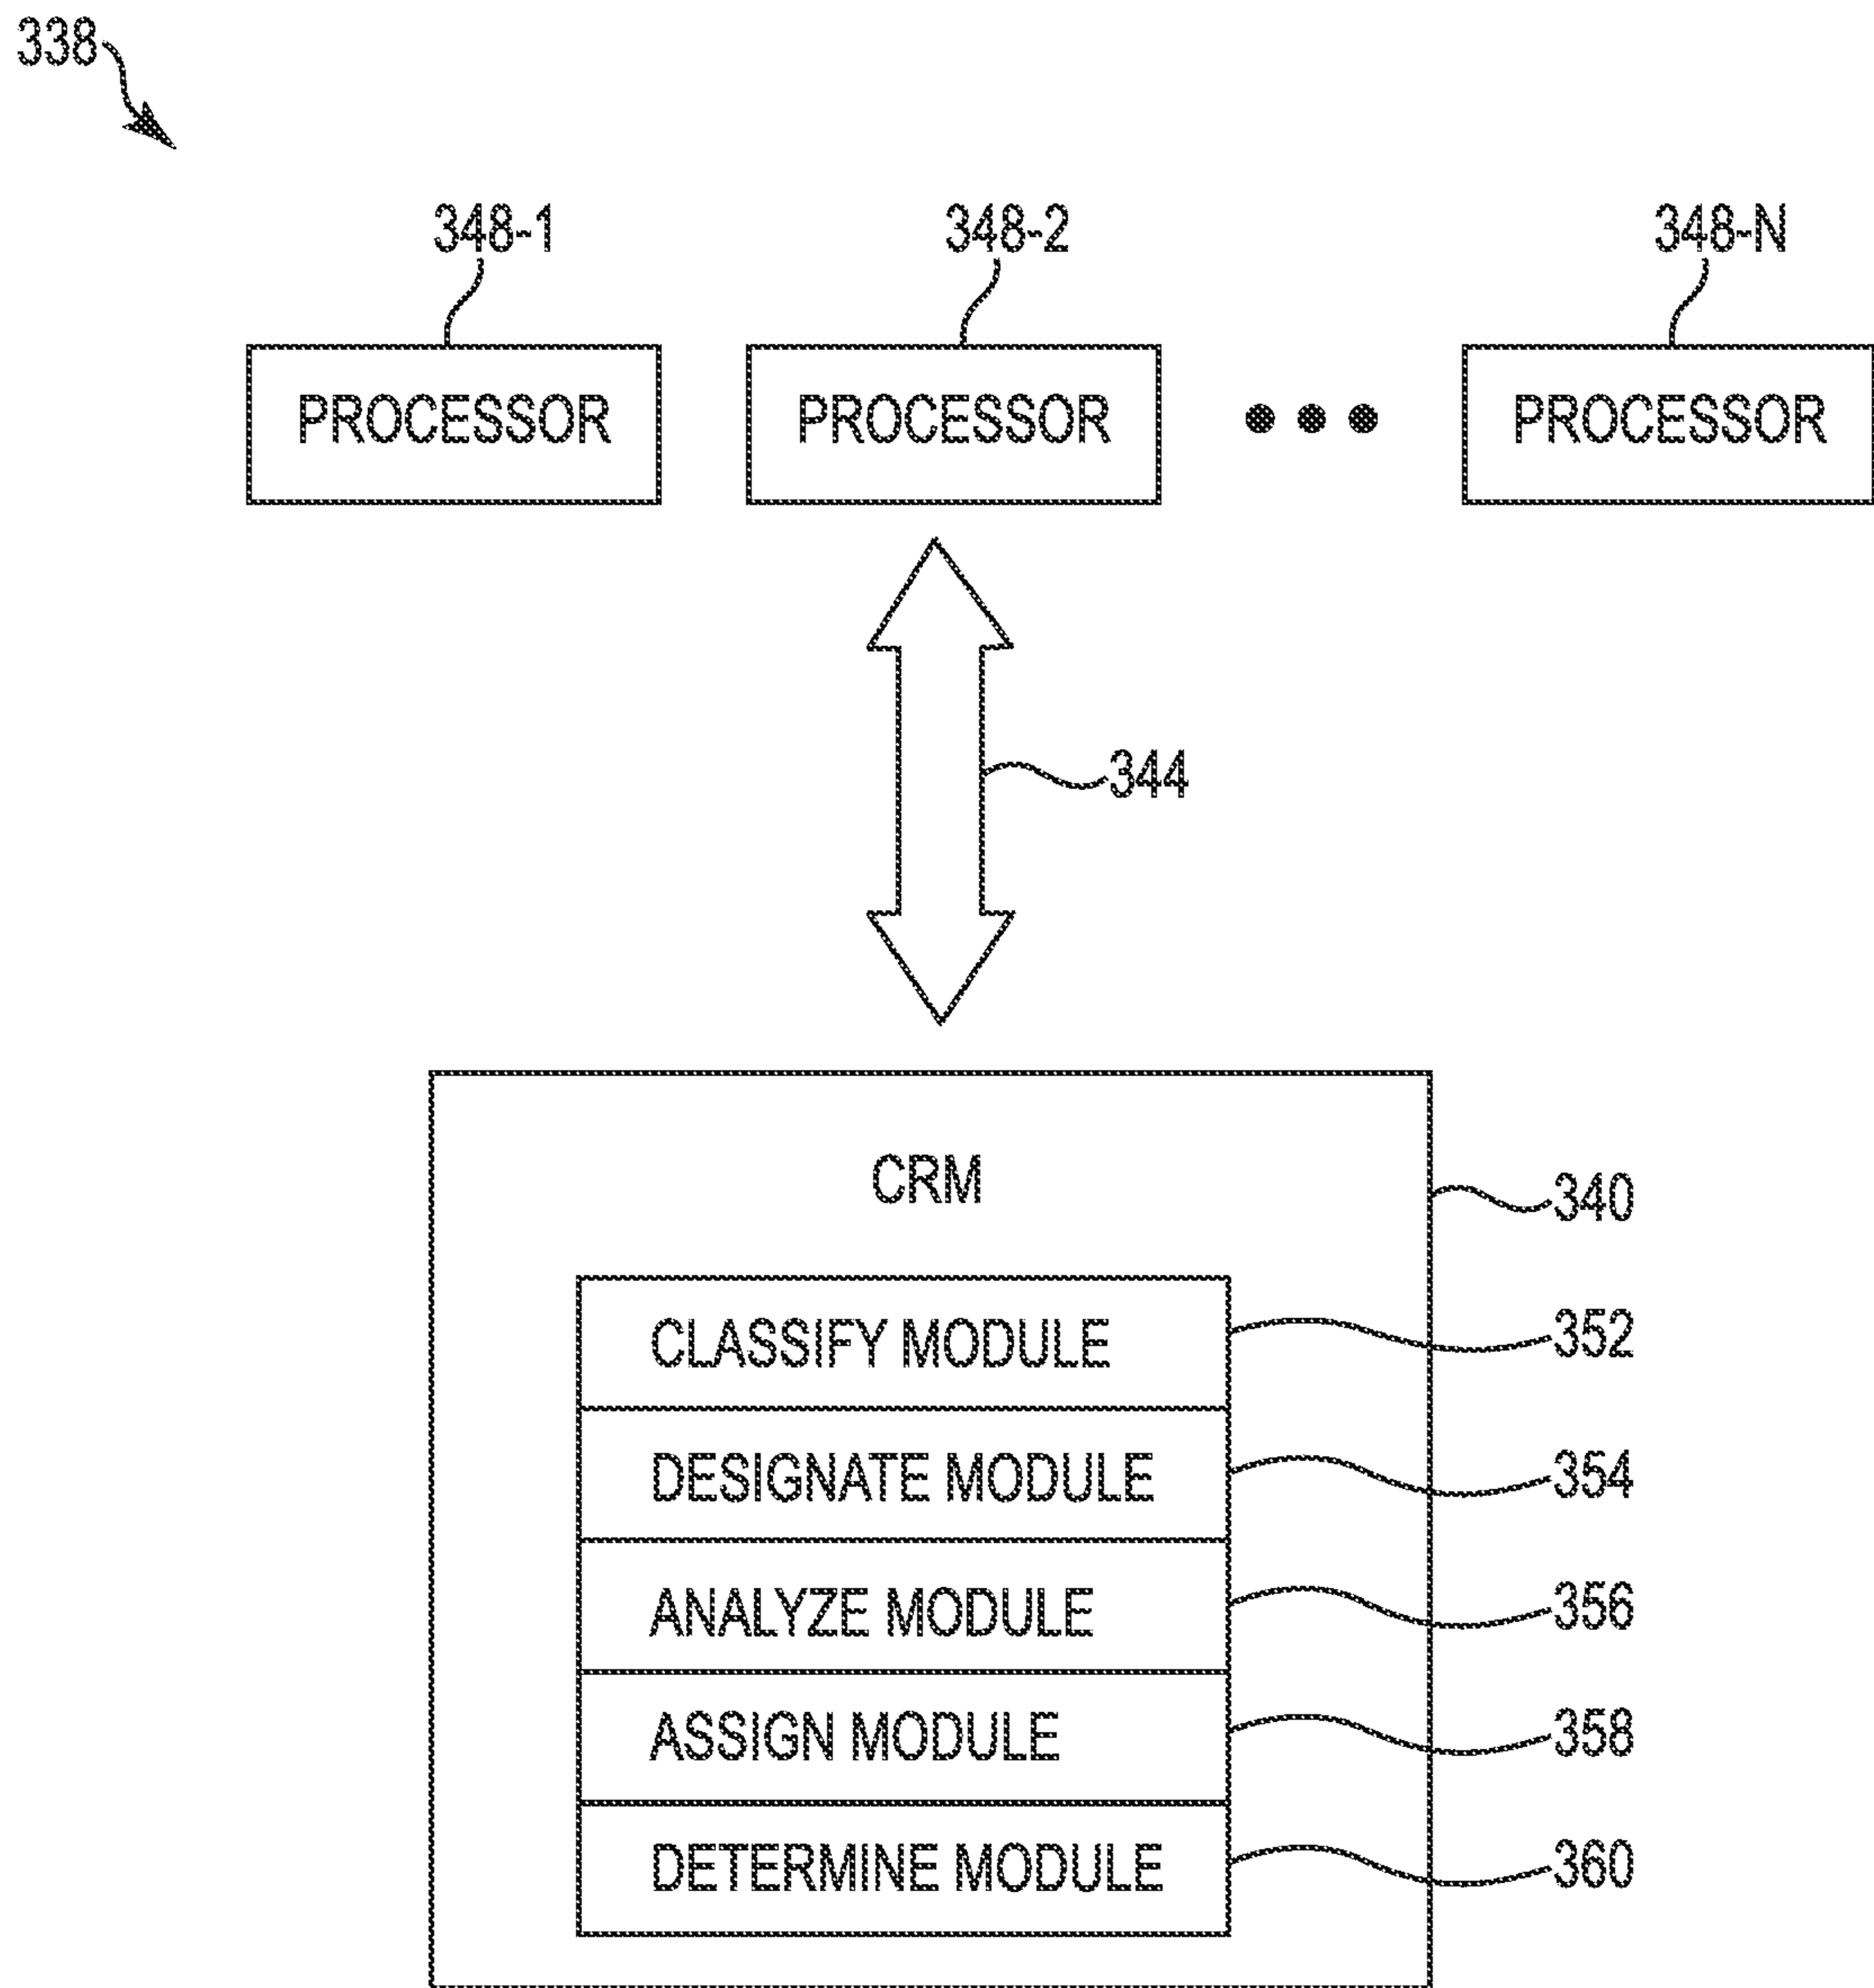 338
348-1 348-2 348-N
PROCESSOR PROCESSOR PROCESSOR
344
CRM
340
CLASSIFY MODULE 352
DESIGNATE MODULE 354
ANALYZE MODULE 356
ASSIGN MODULE 358
DETERMINE MODULE 360